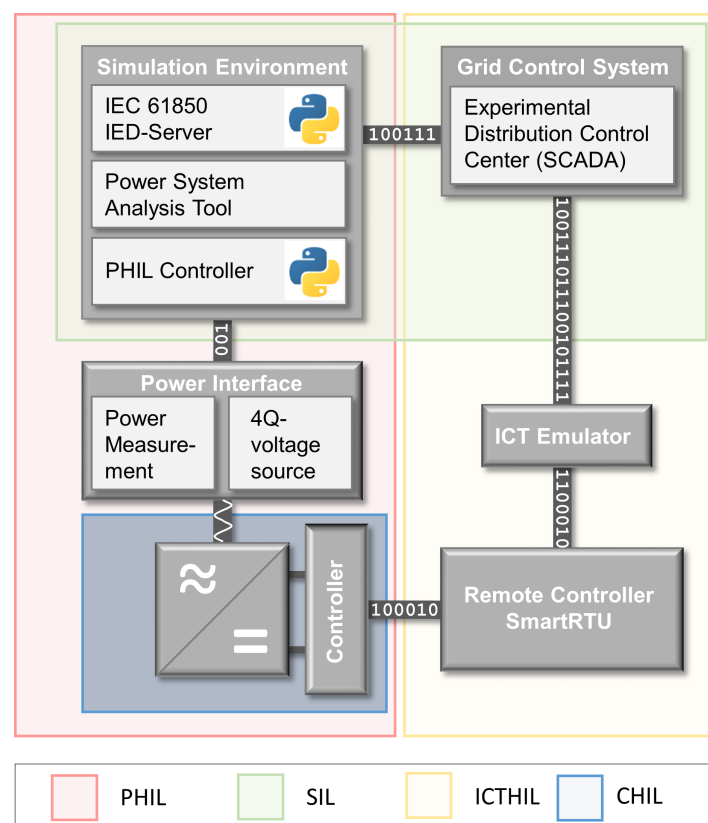 Simulation Environment
IEC 61850
IED-Server
Power System
Analysis Tool
PHIL Controller
100111
Grid Control System
Experimental
Distribution Control
Center (SCADA)
001
1001110111001011111
Power Interface
Power
Measure-
ment
4Q-
voltage
source
ICT Emulator
1100010
Controller
100010
Remote Controller
SmartRTU
PHIL
SIL
ICTHIL
CHIL